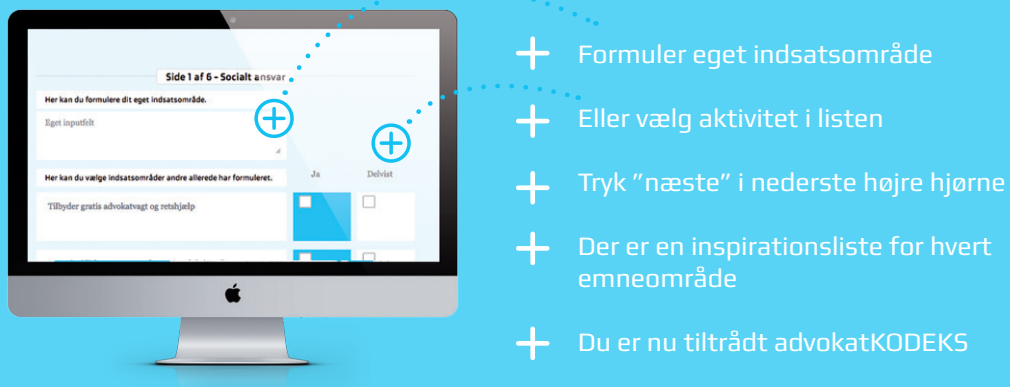 Side 1 af 6 - Socialt ansvar
Her kan du formulere dit eget indsatsområde.
Eget inputfelt
Her kan du vælge indsatsområder andre allerede har formuleret.
Ja
Delvist
Tilbyder gratis advokatvagt og retshjælp
Formuler eget indsatsområde
Eller vælg aktivitet i listen
Tryk ”næste” i nederste højre hjørne
Der er en inspirationsliste for hvert
emneområde
Du er nu tiltrådt advokatKODEKS